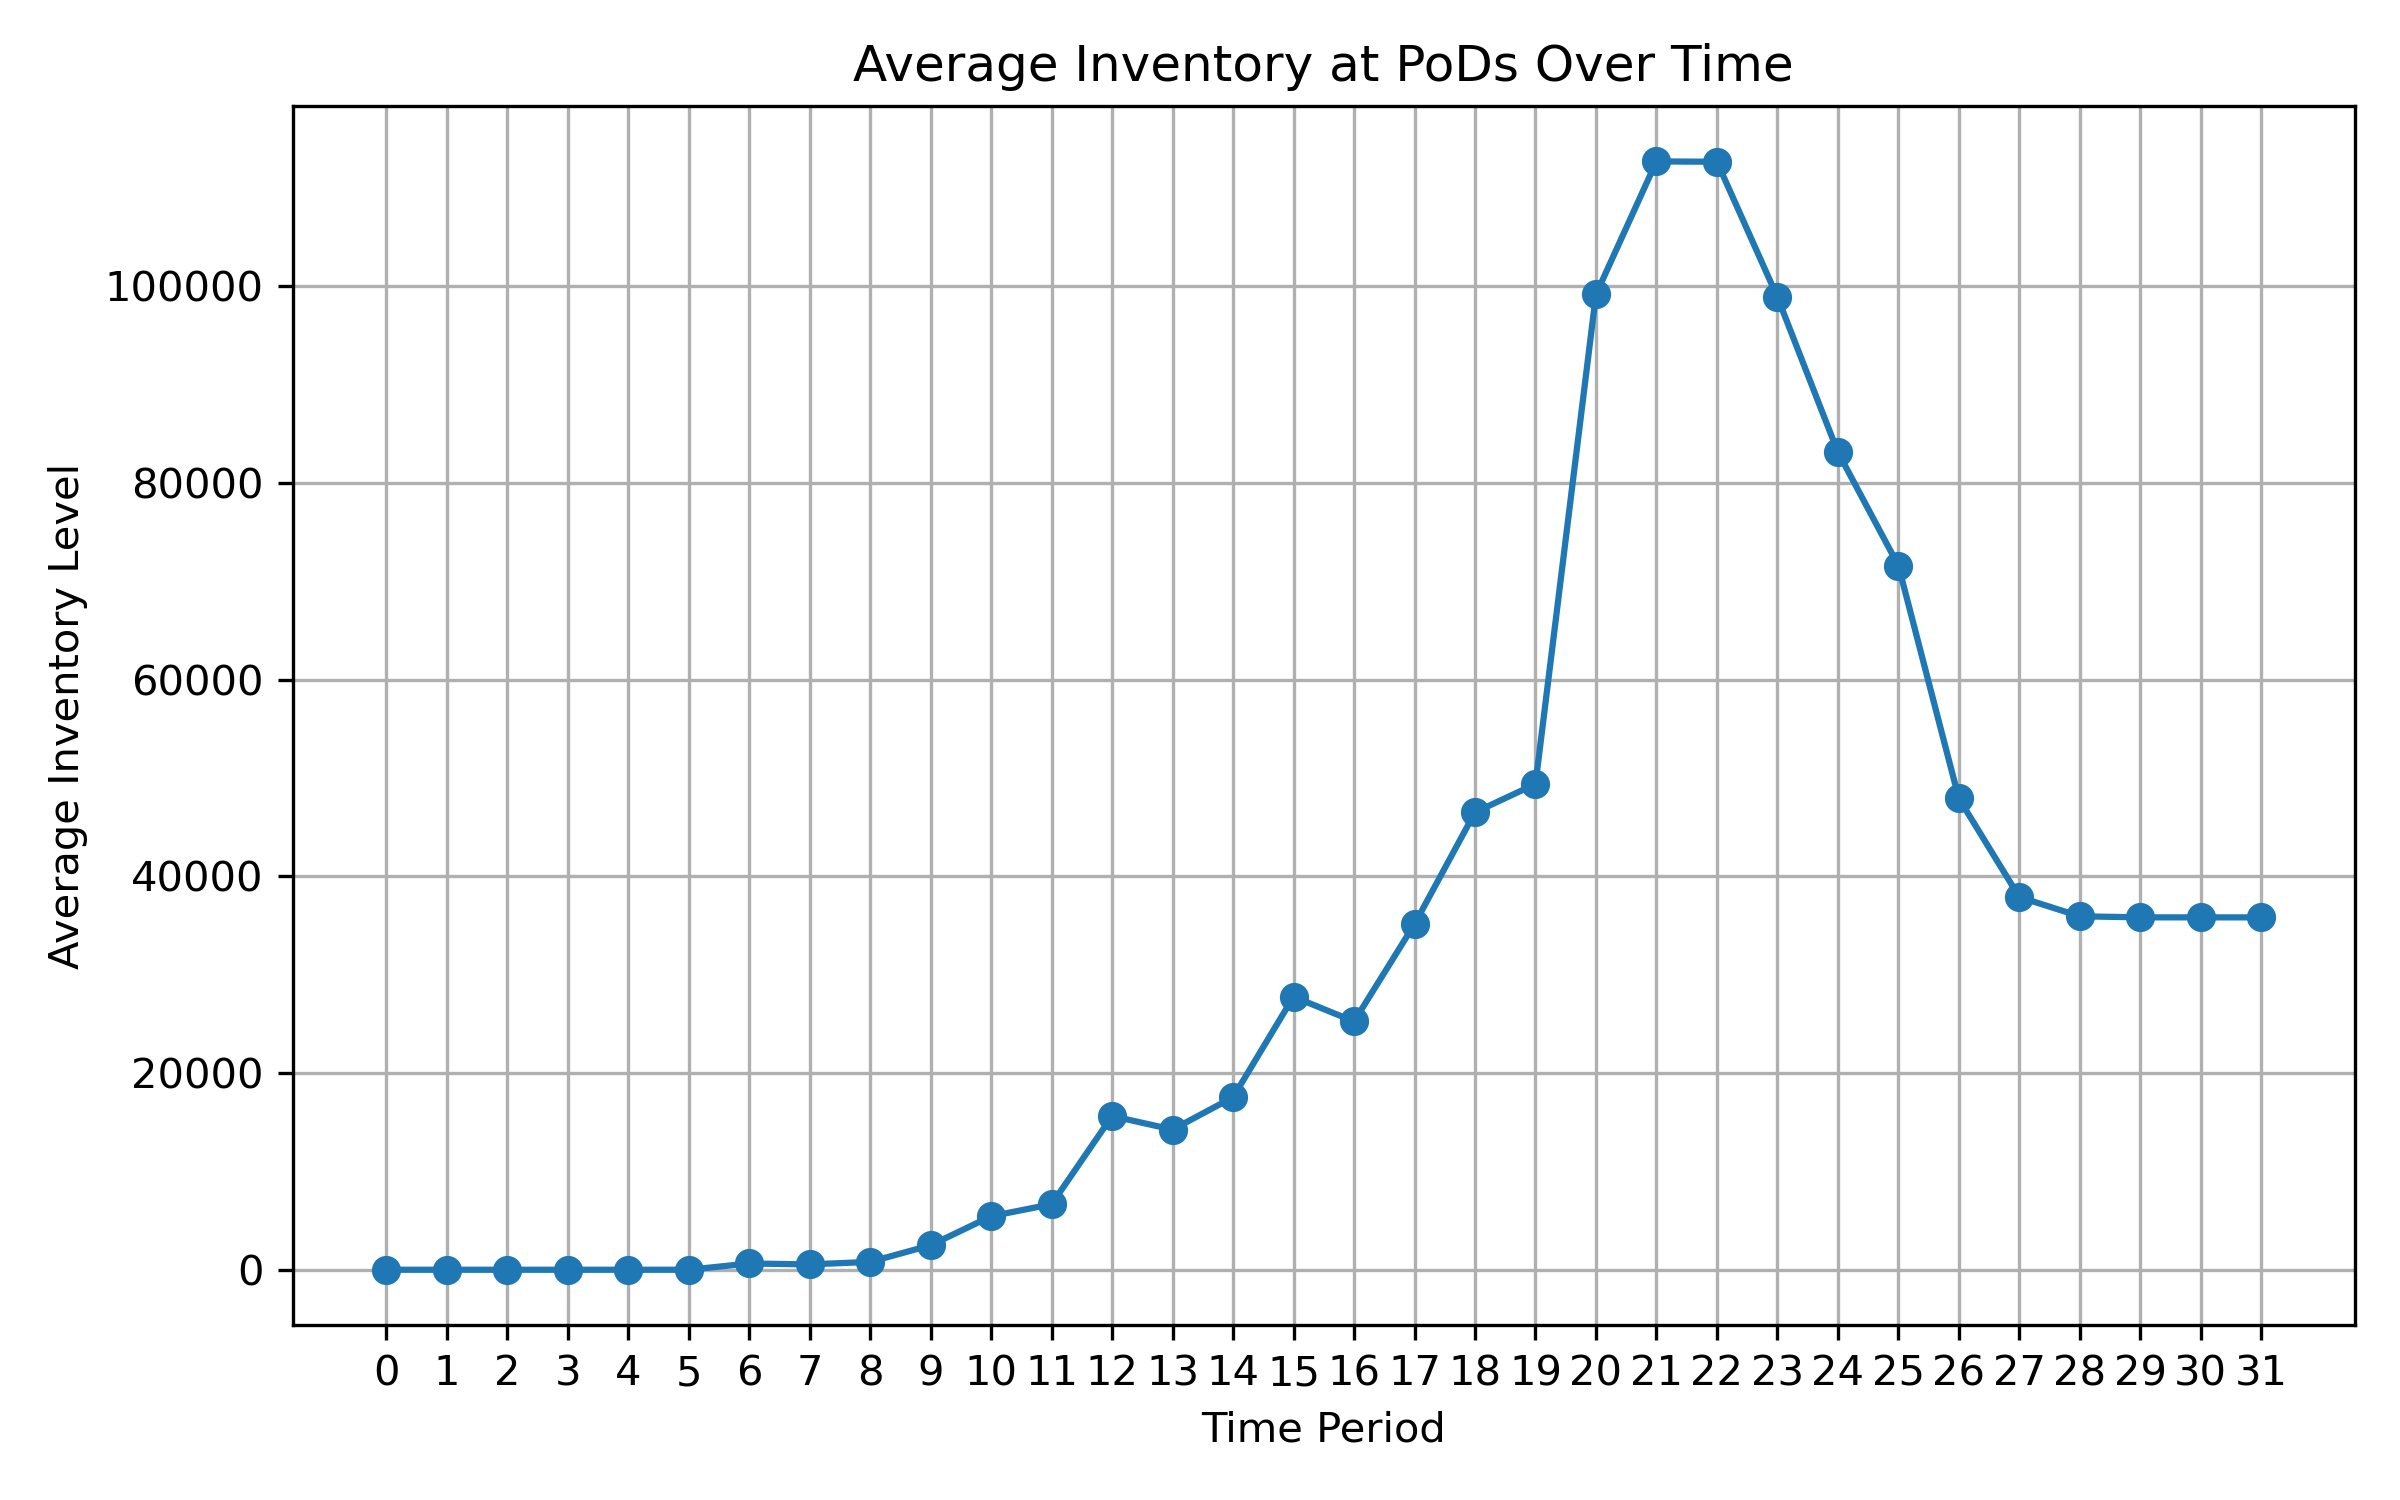 Average Inventory at PoDs Over Time
Average Inventory Level
100000
80000
60000
40000
20000
0
0 1 2 3 4 5 6 7 8 9 10 11 12 13 14 15 16 17 18 19 20 21 22 23 24 25 26 27 28 29 30 31
Time Period